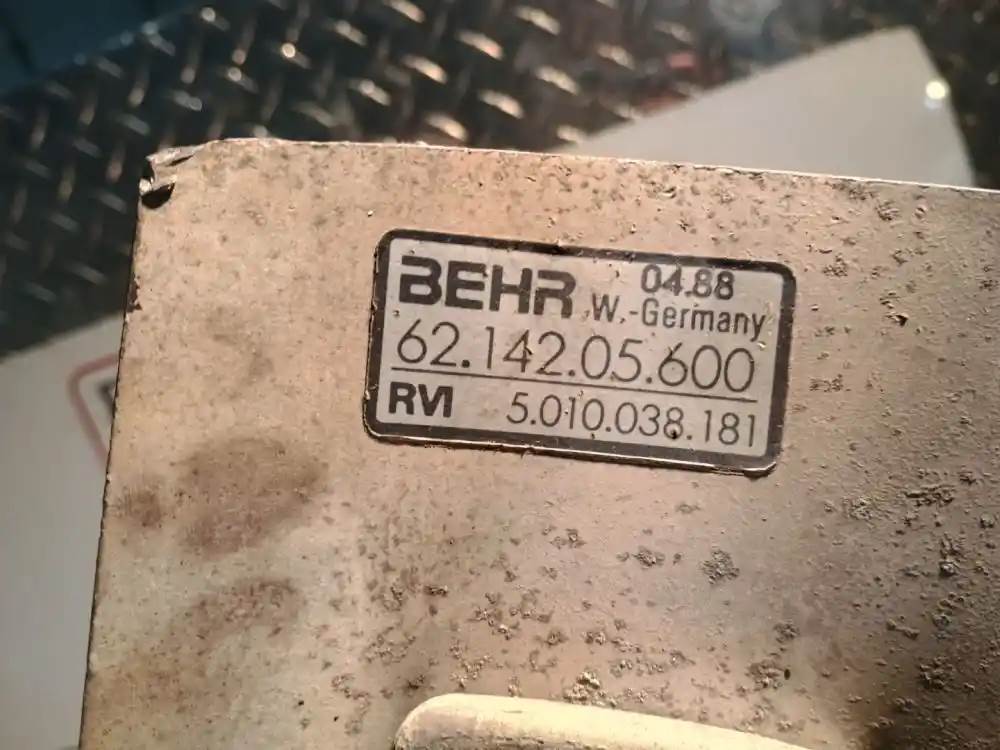 BEHR 04.88
W.-Germany
62.142.05.600
RVI 5.010.038.181